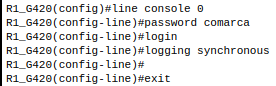 R1_G420(config)#line console 0
R1_G420(config-line)#password comarca
R1_G420(config-line)#login
R1_G420(config-line)#logging synchronous
R1_G420(config-line)#
R1_G420(config-line)#exit